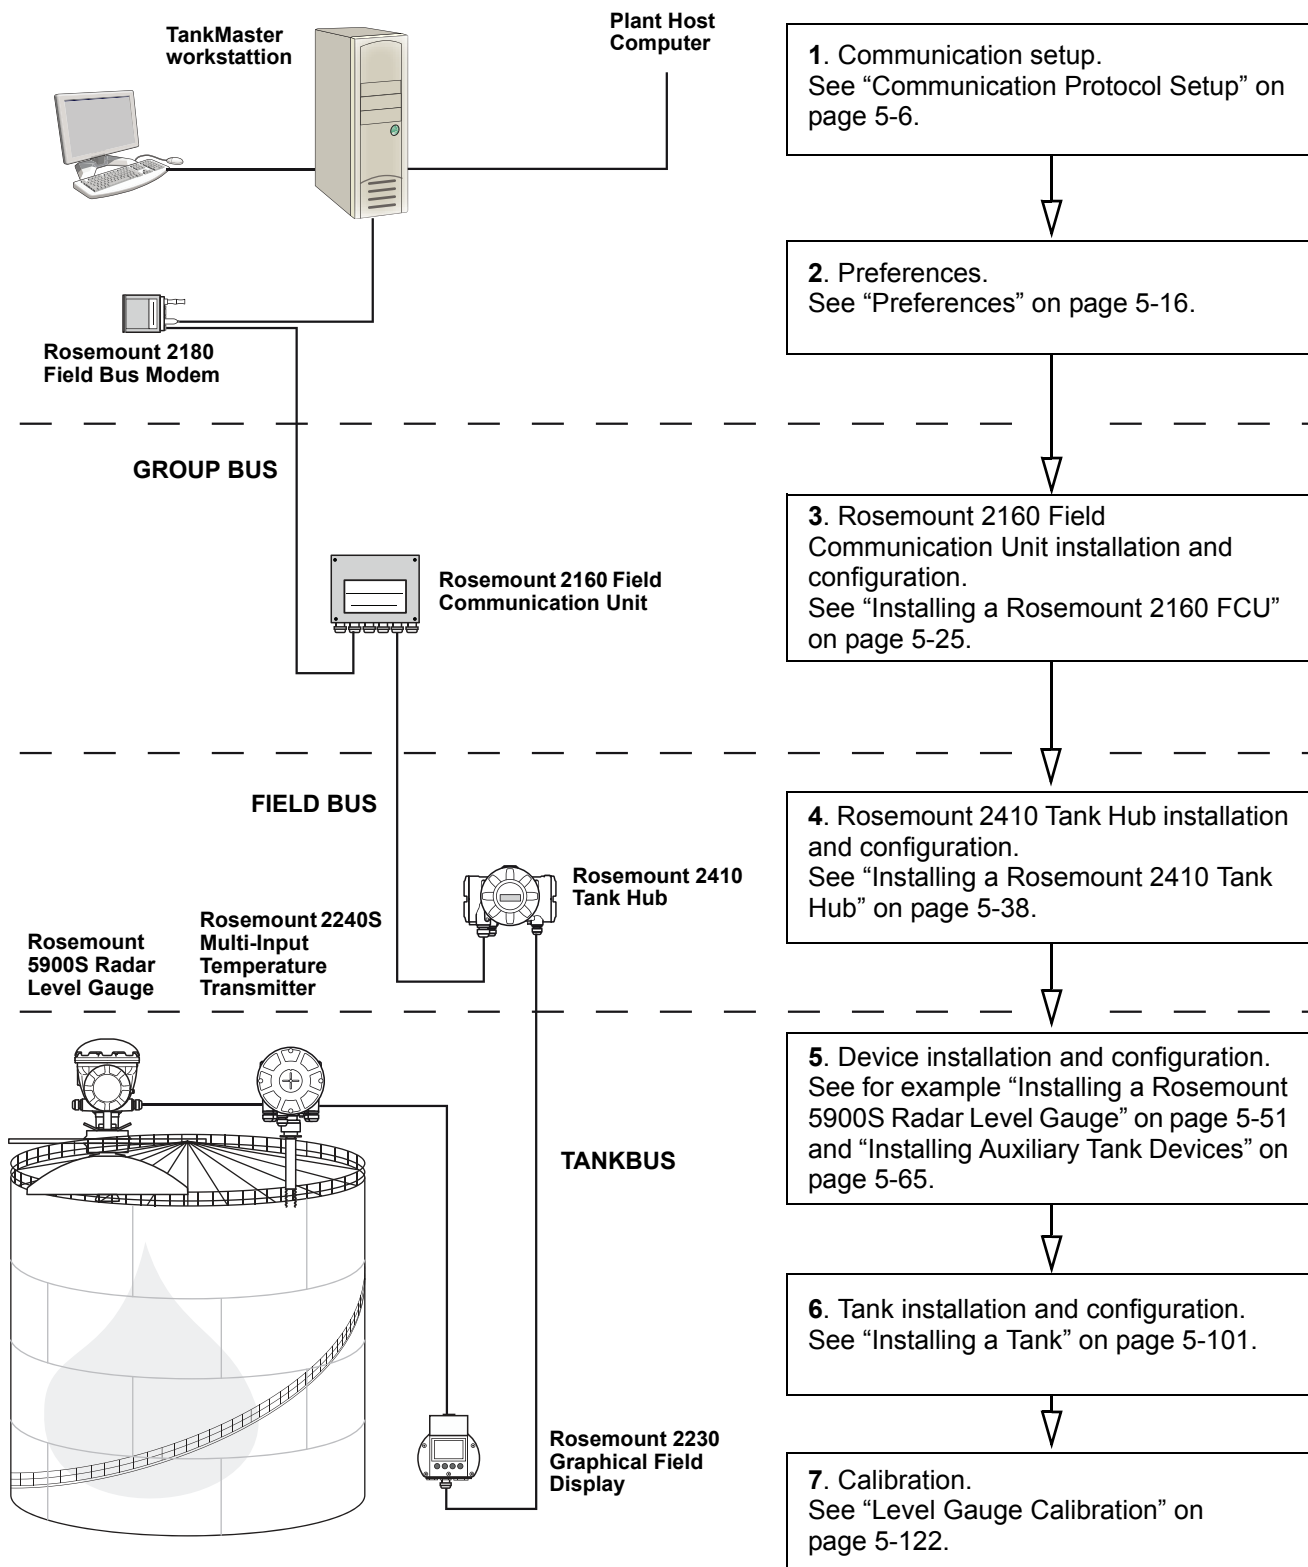 TankMaster
workstattion
Plant Host
Computer
Rosemount 2180
Field Bus Modem
GROUP BUS
Rosemount 2160 Field
Communication Unit
FIELD BUS
Rosemount 2410
Tank Hub
Rosemount
5900S Radar
Level Gauge
Rosemount 2240S
Multi-Input
Temperature
Transmitter
TANKBUS
Rosemount 2230
Graphical Field
Display
1. Communication setup.
See “Communication Protocol Setup” on
page 5-6.
2. Preferences.
See “Preferences” on page 5-16.
3. Rosemount 2160 Field
Communication Unit installation and
configuration.
See “Installing a Rosemount 2160 FCU”
on page 5-25.
4. Rosemount 2410 Tank Hub installation
and configuration.
See “Installing a Rosemount 2410 Tank
Hub” on page 5-38.
5. Device installation and configuration.
See for example “Installing a Rosemount
5900S Radar Level Gauge” on page 5-51
and “Installing Auxiliary Tank Devices” on
page 5-65.
6. Tank installation and configuration.
See “Installing a Tank” on page 5-101.
7. Calibration.
See “Level Gauge Calibration” on
page 5-122.